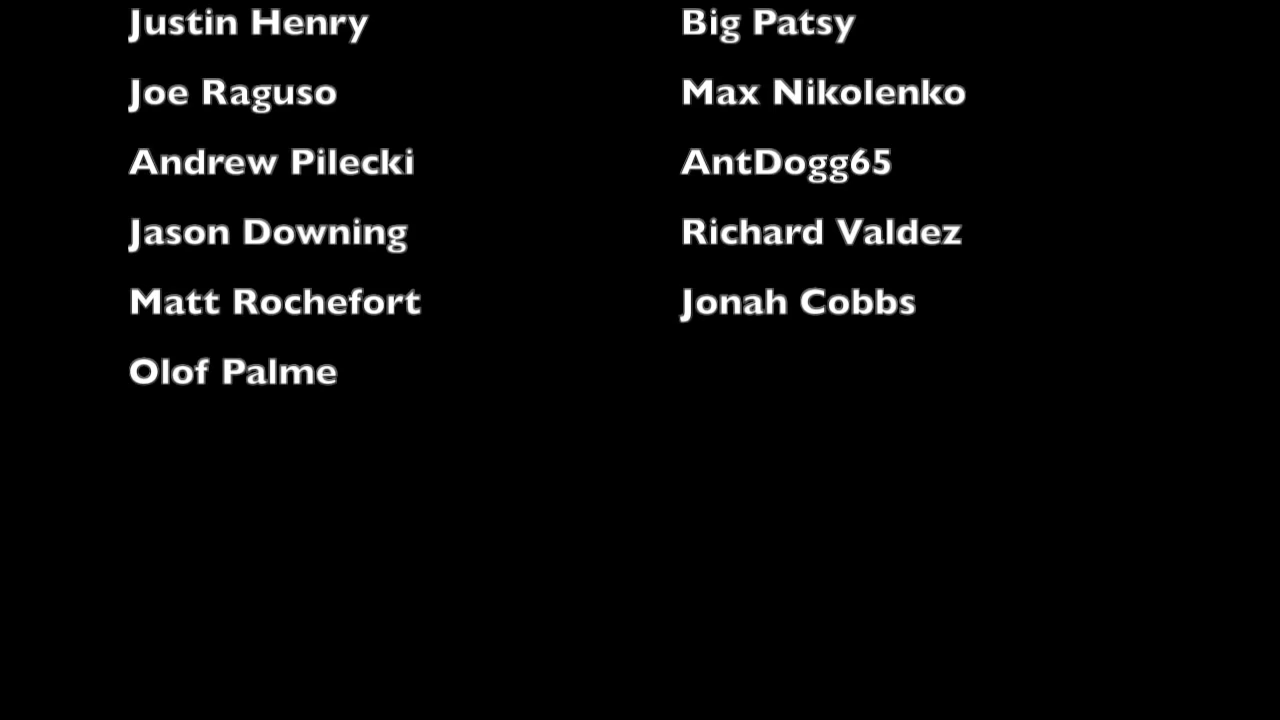 Justin Henry
Joe Raguso
Andrew Pilecki
Jason Downing
Matt Rochefort
Olof Palme
Big Patsy
Max Nikolenko
AntDogg65
Richard Valdez
Jonah Cobbs